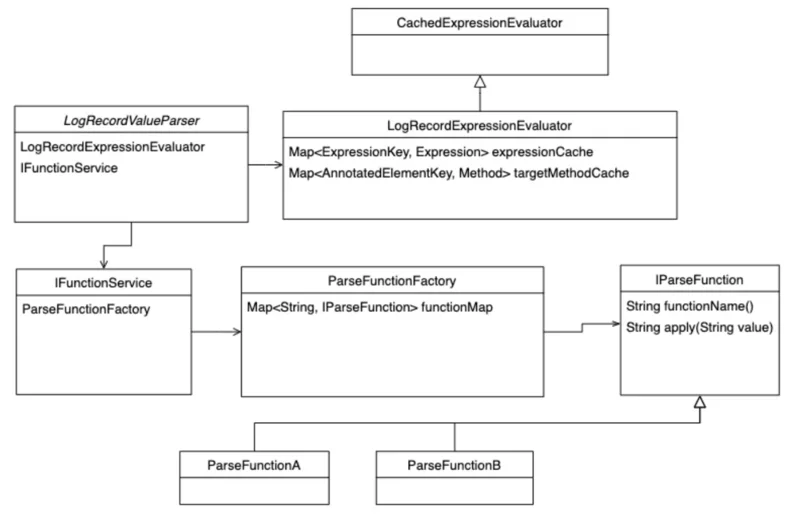 CachedExpressionEvaluator
LogRecordValueParser
LogRecordExpressionEvaluator
IFunctionService
LogRecordExpressionEvaluator
Map<ExpressionKey, Expression> expressionCache
Map<AnnotatedElementKey, Method> targetMethodCache
IFunctionService
ParseFunctionFactory
ParseFunctionFactory
Map<String, IParseFunction> functionMap
IParseFunction
String functionName()
String apply(String value)
ParseFunctionA
ParseFunctionB